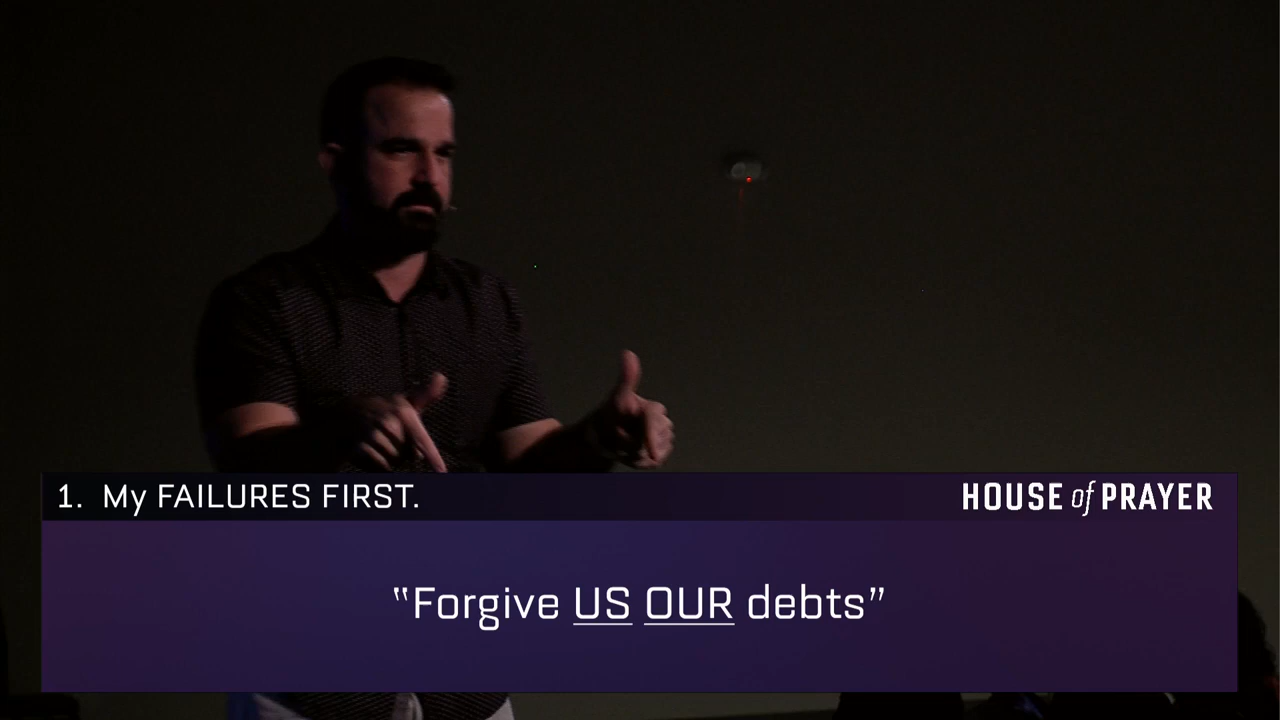 1. My FAILURES FIRST.
HOUSE of PRAYER
“Forgive US OUR debts”